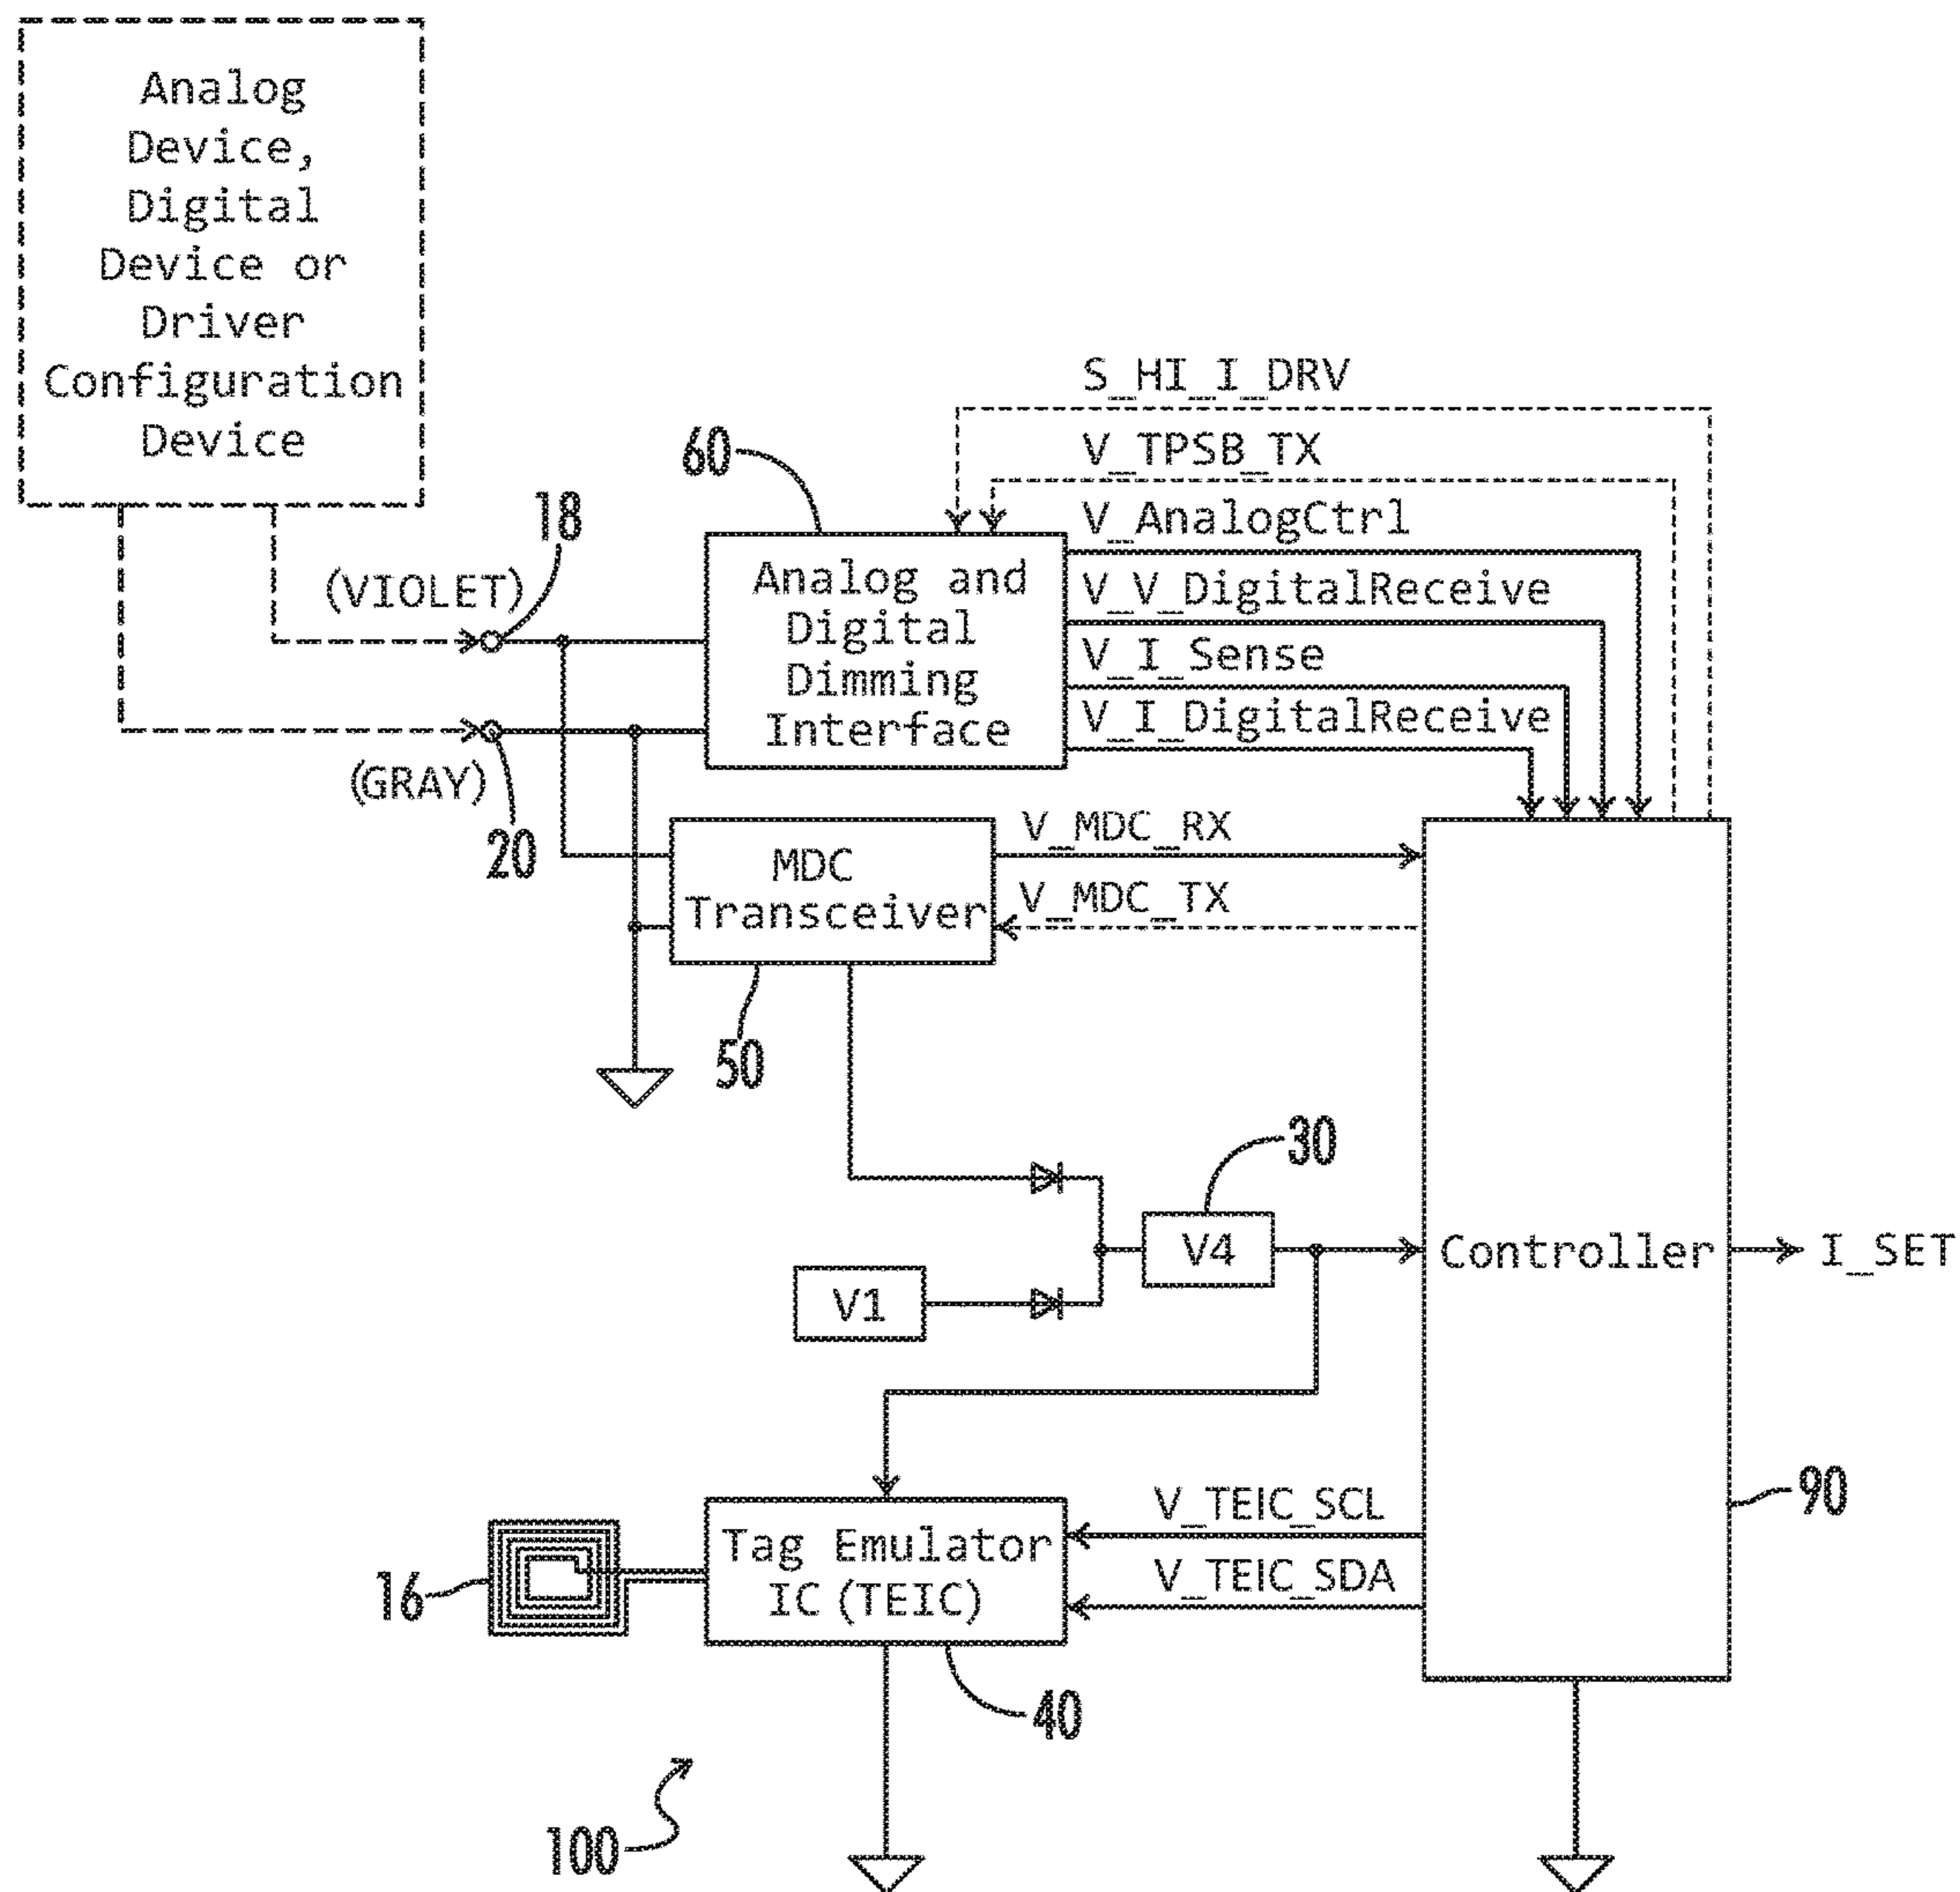 Analog
Device,
Digital
Device or
Driver
Configuration
Device
S_HI_I_DRV
V_TPSB_TX
60
V_AnalogCtrl
18
(VIOLET)
Analog and
Digital
Dimming
Interface
V_V_DigitalReceive
V_I_Sense
V_I_DigitalReceive
(GRAY)
20
MDC
Transceiver
V_MDC_RX
V_MDC_TX
50
30
V4
V1
Controller
I_SET
90
V_TEIC_SCL
V_TEIC_SDA
Tag Emulator
IC (TEIC)
16
40
100